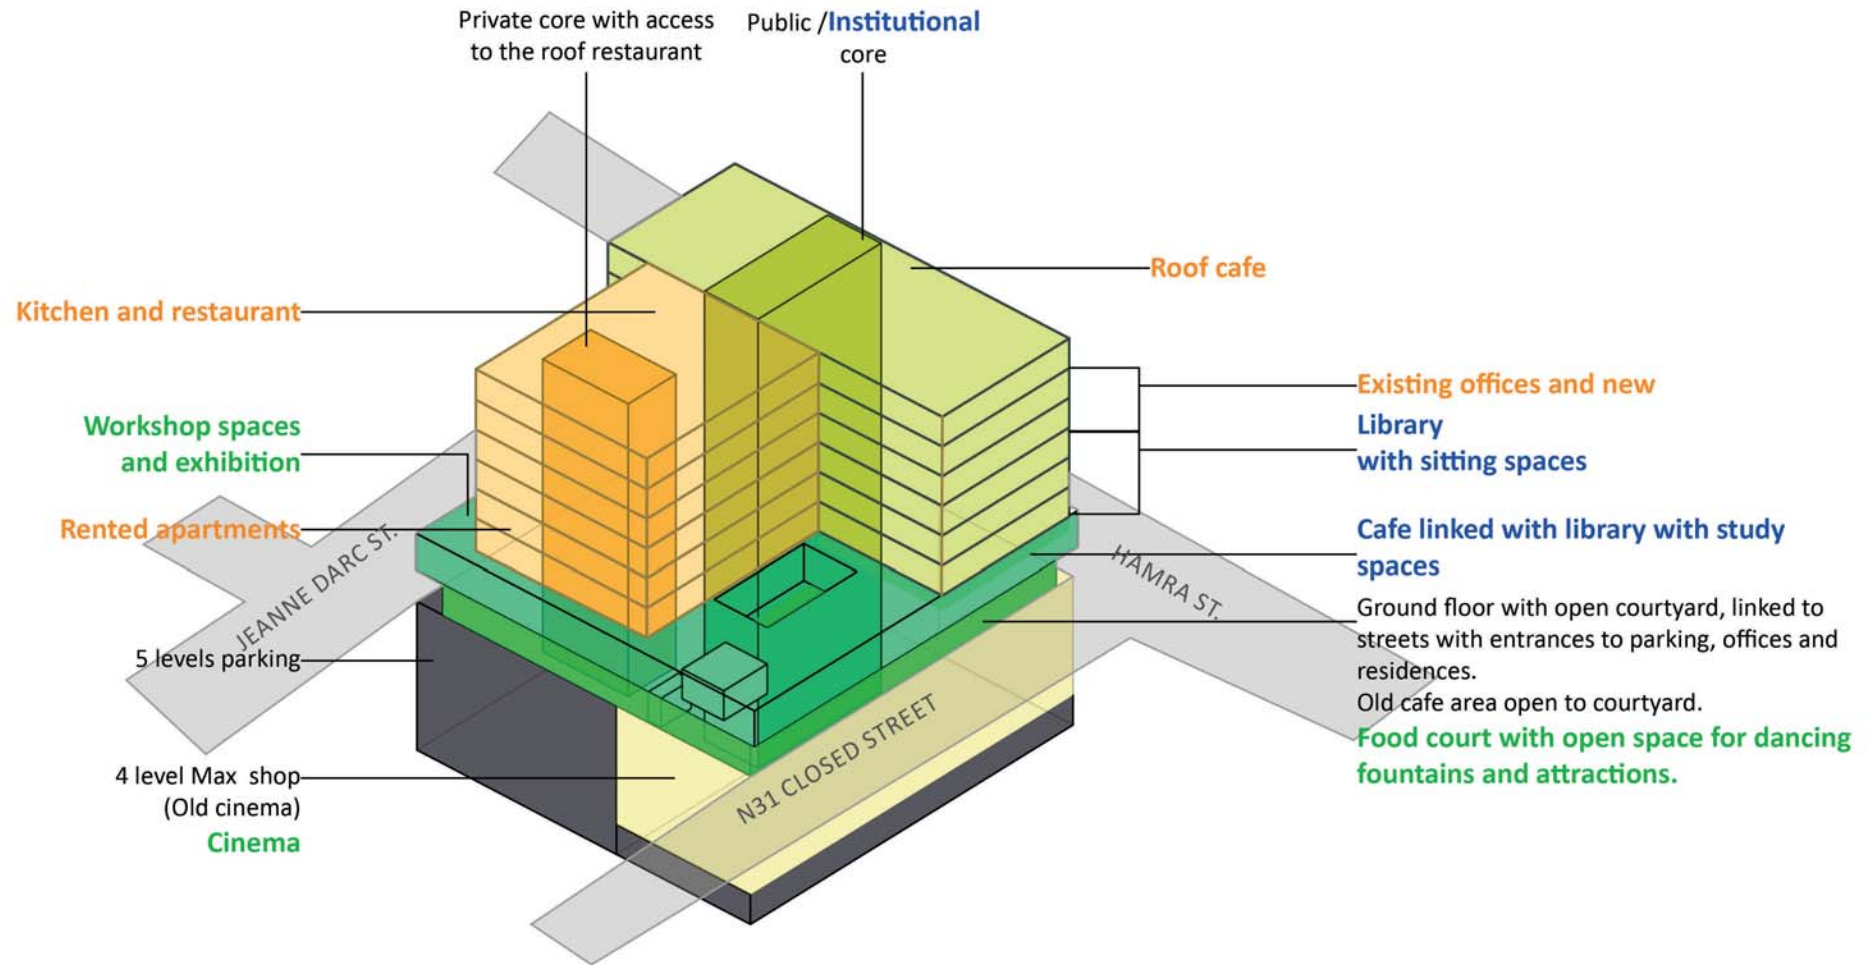 Private core with access
to the roof restaurant
Public /Institutional
core
Roof cafe
Kitchen and restaurant
Existing offices and new
Library
with sitting spaces
Workshop spaces
and exhibition
Rented apartments
JEANNE DARC ST.
HAMRA ST.
Cafe linked with library with study
spaces
Ground floor with open courtyard, linked to
streets with entrances to parking, offices and
residences.
Old cafe area open to courtyard.
Food court with open space for dancing
fountains and attractions.
5 levels parking
4 level Max shop
(Old cinema)
Cinema
N31 CLOSED STREET